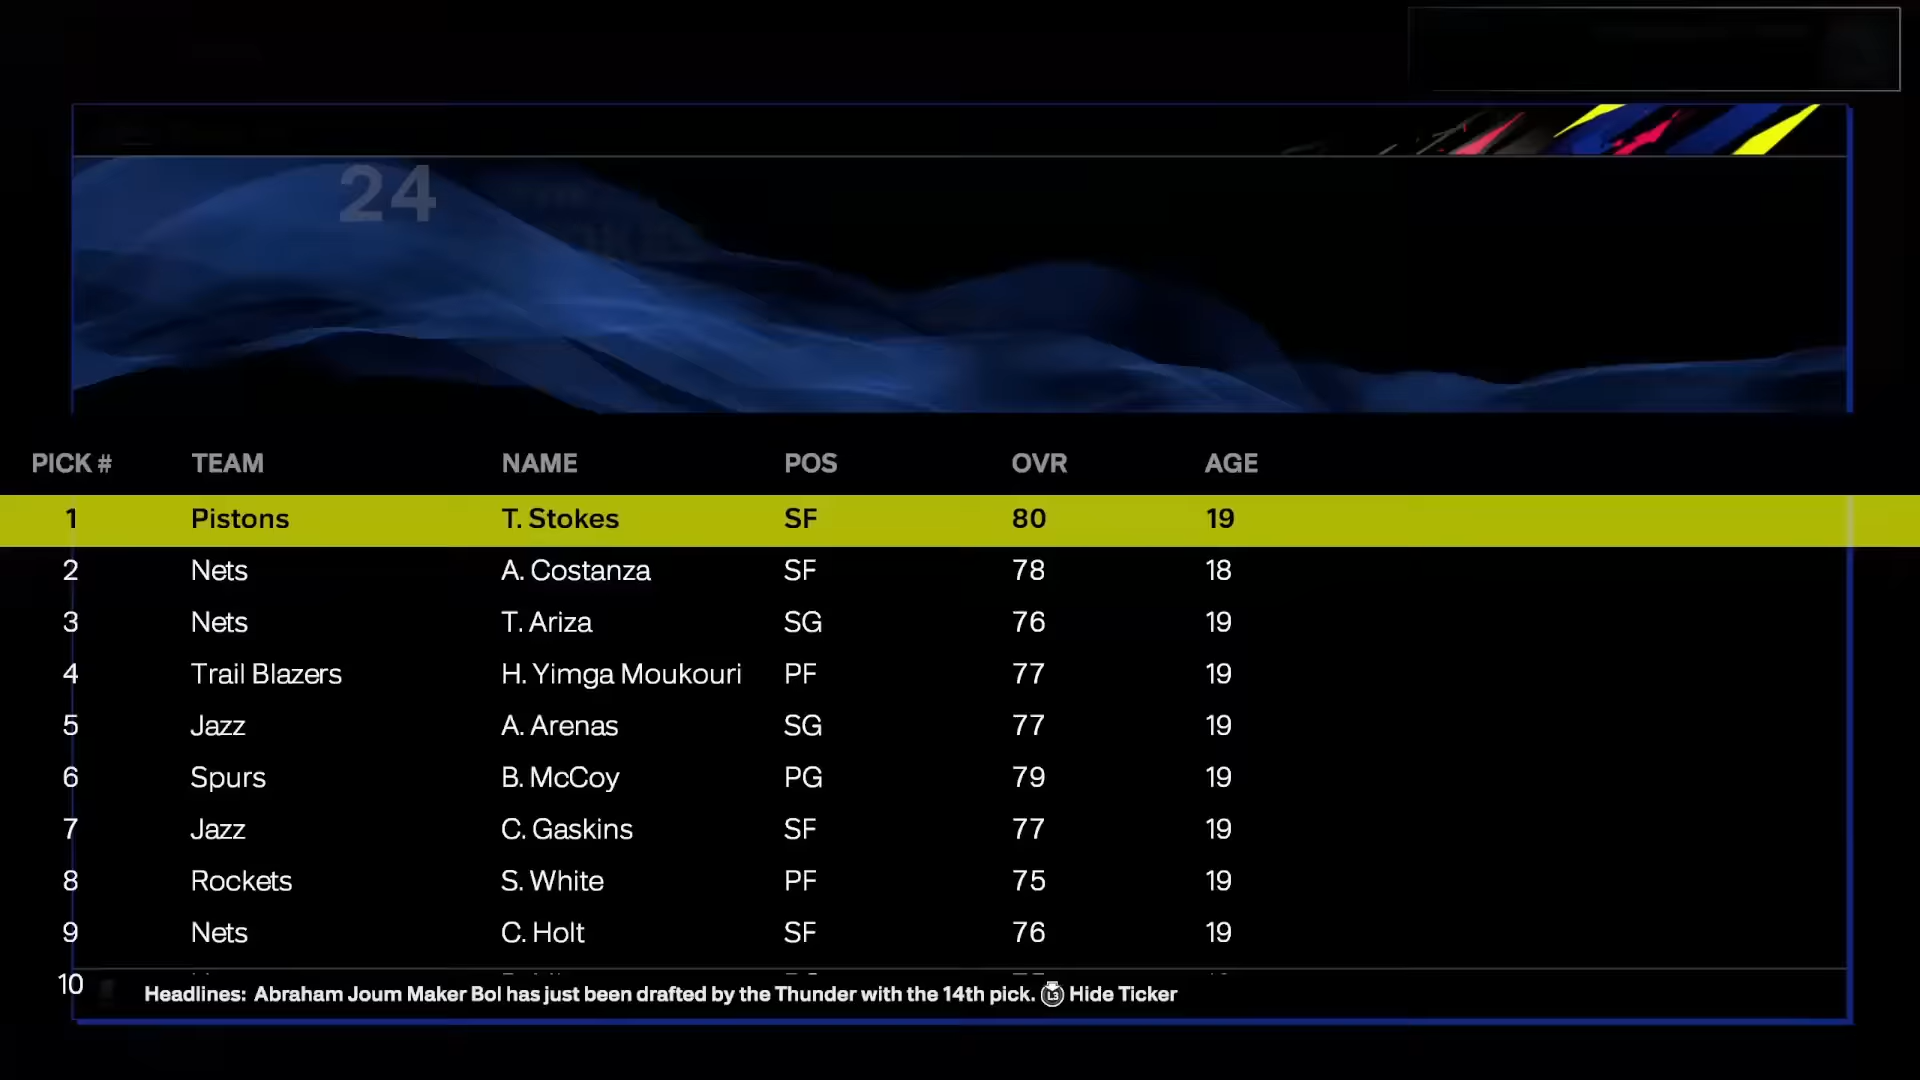 24
PICK # TEAM NAME POS OVR AGE
1 Pistons T. Stokes SF 80 19
2 Nets A. Costanza SF 78 18
3 Nets T. Ariza SG 76 19
4 Trail Blazers H. Yimga Moukouri PF 77 19
5 Jazz A. Arenas SG 77 19
6 Spurs B. McCoy PG 79 19
7 Jazz C. Gaskins SF 77 19
8 Rockets S. White PF 75 19
9 Nets C. Holt SF 76 19
10
Headlines: Abraham Joum Maker Bol has just been drafted by the Thunder with the 14th pick. L3 Hide Ticker